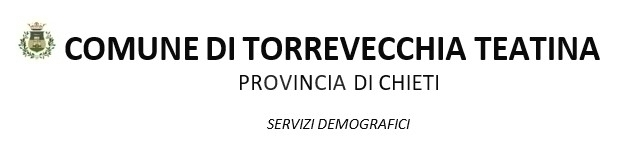 COMUNE DI TORREVECCHIA TEATINA
PROVINCIA DI CHIETI
SERVIZI DEMOGRAFICI